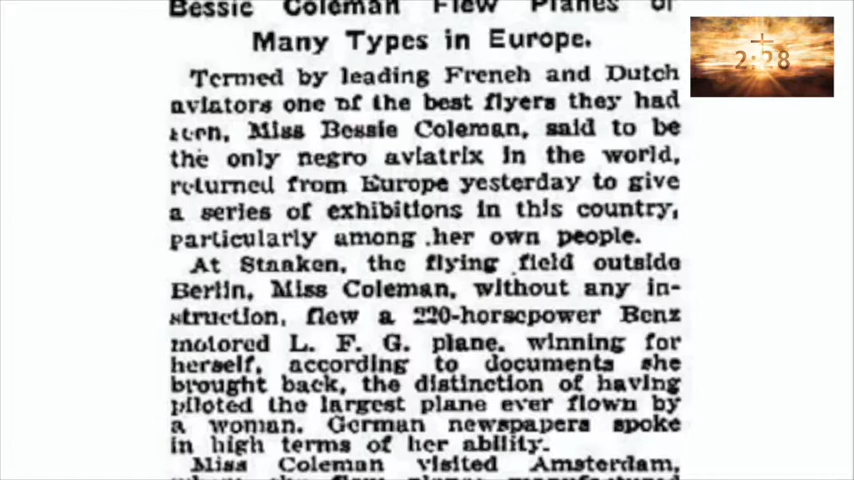 Bessie Coleman Flew Planes of
Many Types in Europe.
2:28
Termed by leading French and Dutch
aviators one of the best flyers they had
seen, Miss Bessie Coleman, said to be
the only negro aviatrix in the world,
returned from Europe yesterday to give
a series of exhibitions in this country,
particularly among her own people.
At Staaken, the flying field outside
Berlin, Miss Coleman, without any in-
struction, flew a 220-horsepower Benz
motored L. F. G. plane, winning for
herself, according to documents she
brought back, the distinction of having
piloted the largest plane ever flown by
a woman. German newspapers spoke
in high terms of her ability.
Miss Coleman visited Amsterdam,